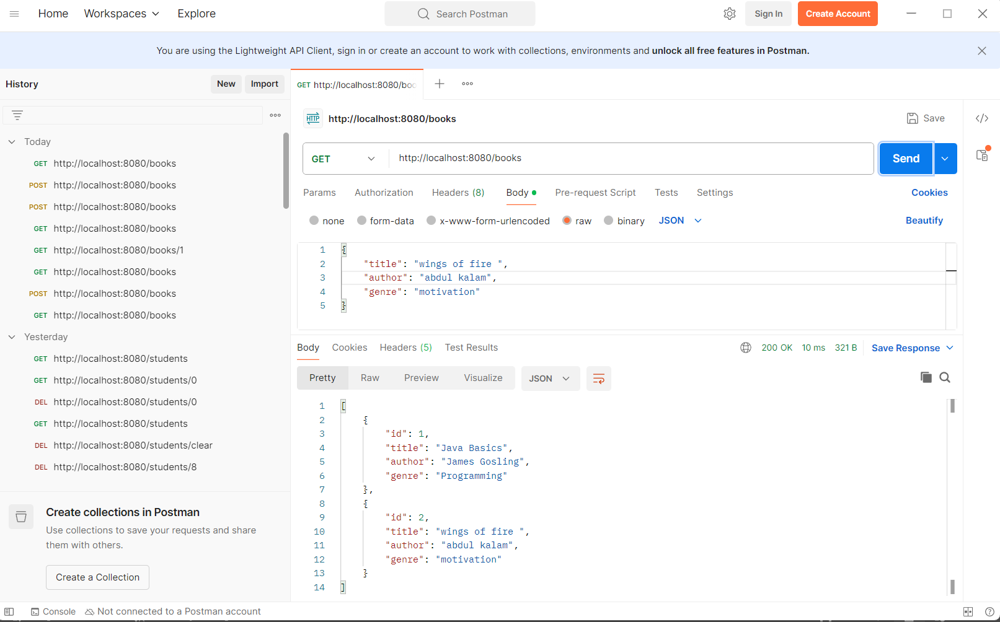 Home Workspaces Explore Search Postman Sign In Create Account
You are using the Lightweight API Client, sign in or create an account to work with collections, environments and unlock all free features in Postman.
History New Import
GET http://localhost:8080/boo
HTTP http://localhost:8080/books Save
Today
GET http://localhost:8080/books
POST http://localhost:8080/books
POST http://localhost:8080/books
GET http://localhost:8080/books
GET http://localhost:8080/books/1
GET http://localhost:8080/books
POST http://localhost:8080/books
GET http://localhost:8080/books
Yesterday
GET http://localhost:8080/students
GET http://localhost:8080/students/0
DEL http://localhost:8080/students/0
GET http://localhost:8080/students
DEL http://localhost:8080/students/clear
DEL http://localhost:8080/students/8
Create collections in Postman
Use collections to save your requests and share
them with others.
Create a Collection
GET http://localhost:8080/books Send
Params Authorization Headers (8) Body Pre-request Script Tests Settings Cookies
none form-data x-www-form-urlencoded raw binary JSON Beautify
1 {
2 "title": "wings of fire ",
3 "author": "abdul kalam",
4 "genre": "motivation"
5 }
Body Cookies Headers (5) Test Results 200 OK 10 ms 321 B Save Response
Pretty Raw Preview Visualize JSON
1 [
2 {
3 "id": 1,
4 "title": "Java Basics",
5 "author": "James Gosling",
6 "genre": "Programming"
7 },
8 {
9 "id": 2,
10 "title": "wings of fire ",
11 "author": "abdul kalam",
12 "genre": "motivation"
13 }
14 ]
Console Not connected to a Postman account